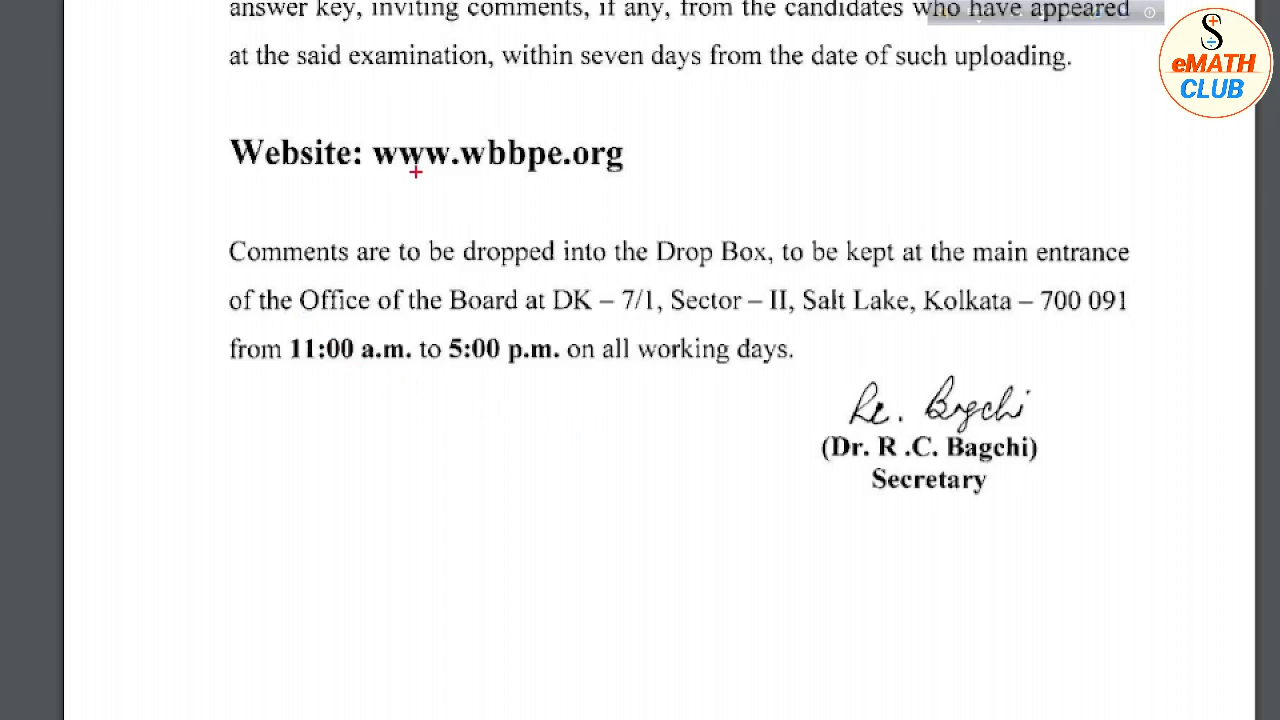 answer key, inviting comments, if any, from the candidates who have appeared
at the said examination, within seven days from the date of such uploading.
eMATH
CLUB
Website: www.wbbpe.org
Comments are to be dropped into the Drop Box, to be kept at the main entrance
of the Office of the Board at DK – 7/1, Sector – II, Salt Lake, Kolkata – 700 091
from 11:00 a.m. to 5:00 p.m. on all working days.
Rc. Bagchi
(Dr. R .C. Bagchi)
Secretary